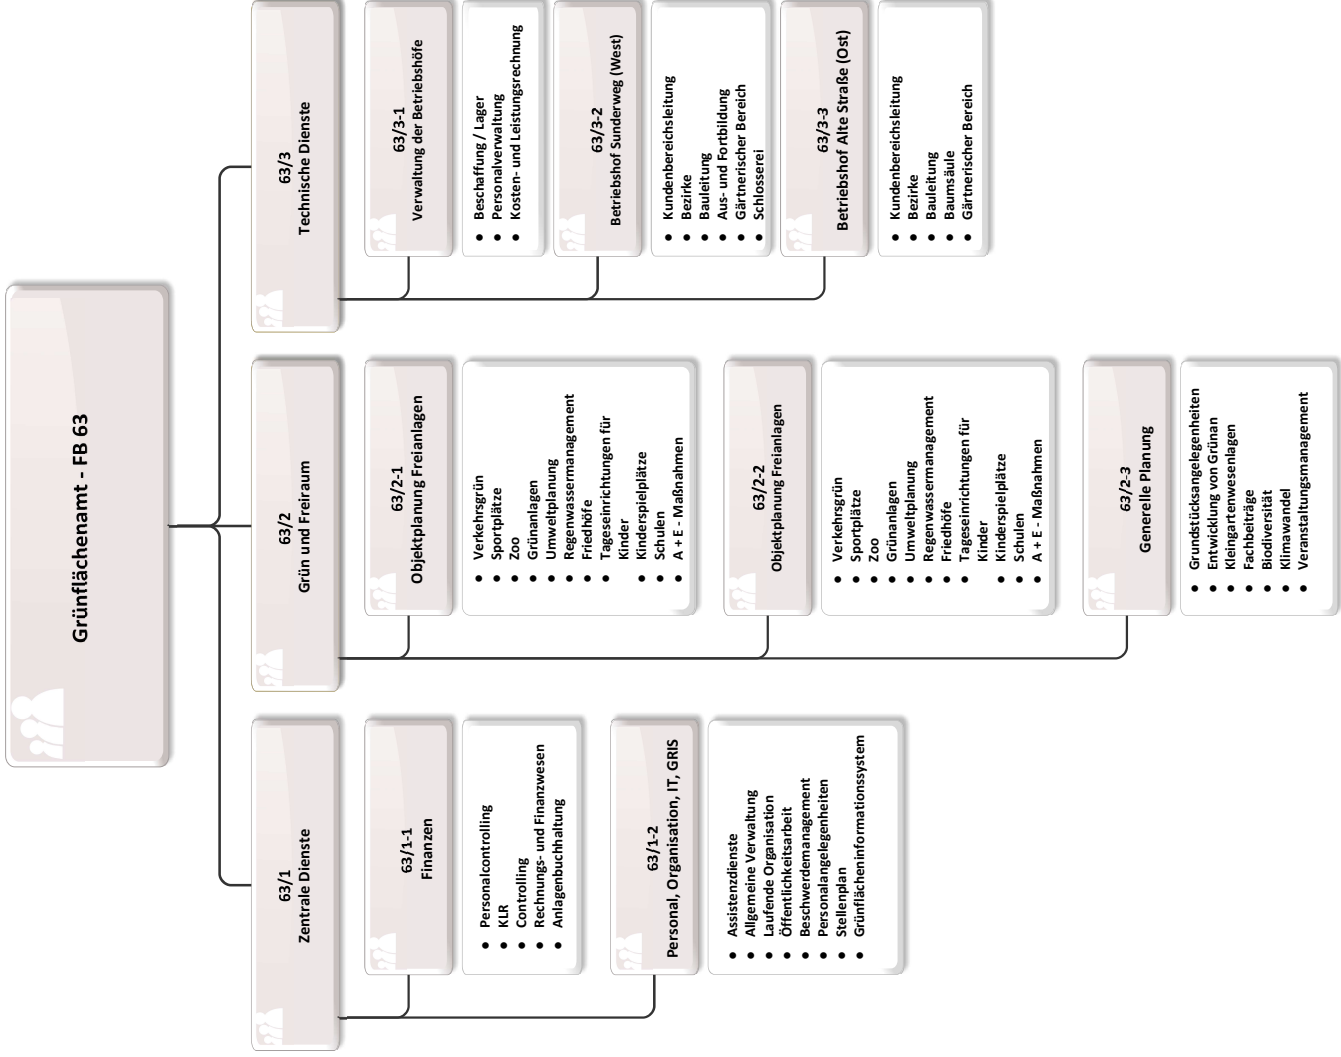 Grünflächenamt - FB 63
63/1
Zentrale Dienste
63/1-1
Finanzen
Personalcontrolling
KLR
Controlling
Rechnungs- und Finanzwesen
Anlagenbuchhaltung
63/1-2
Personal, Organisation, IT, GRIS
Assistenzdienste
Allgemeine Verwaltung
Laufende Organisation
Öffentlichkeitsarbeit
Beschwerdemanagement
Personalangelegenheiten
Stellenplan
Grünflächeninformationssystem
63/2
Grün und Freiraum
63/2-1
Objektplanung Freianlagen
Verkehrsgrün
Sportplätze
Zoo
Grünanlagen
Umweltplanung
Regenwassermanagement
Friedhöfe
Tageseinrichtungen für
Kinder
Kinderspielplätze
Schulen
A + E - Maßnahmen
63/2-2
Objektplanung Freianlagen
Verkehrsgrün
Sportplätze
Zoo
Grünanlagen
Umweltplanung
Regenwassermanagement
Friedhöfe
Tageseinrichtungen für
Kinder
Kinderspielplätze
Schulen
A + E - Maßnahmen
63/2-3
Generelle Planung
Grundstücksangelegenheiten
Entwicklung von Grünan
Kleingartenwesenlagen
Fachbeiträge
Biodiversität
Klimawandel
Veranstaltungsmanagement
63/3
Technische Dienste
63/3-1
Verwaltung der Betriebshöfe
Beschaffung / Lager
Personalverwaltung
Kosten- und Leistungsrechnung
63/3-2
Betriebshof Sunderweg (West)
Kundenbereichsleitung
Bezirke
Bauleitung
Aus- und Fortbildung
Gärtnerischer Bereich
Schlosserei
63/3-3
Betriebshof Alte Straße (Ost)
Kundenbereichsleitung
Bezirke
Bauleitung
Baumsäule
Gärtnerischer Bereich